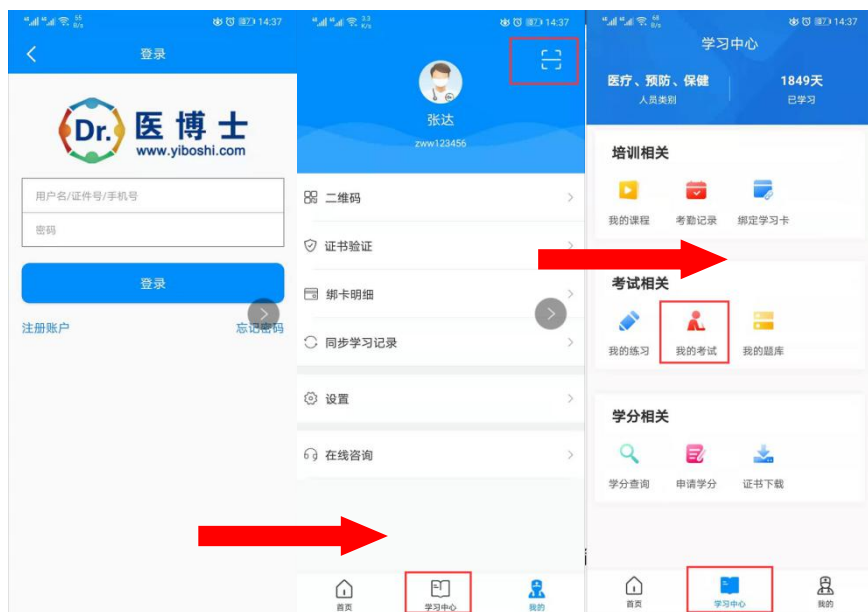 55 B/s 37 14:37
登录
Dr. 医博士
www.yiboshi.com
用户名/证件号/手机号
密码
登录
注册账户 忘记密码
3.3 K/s 37 14:37
张达
zww123456
二维码
证书验证
绑卡明细
同步学习记录
设置
在线咨询
首页 学习中心 我的
68 B/s 37 14:37
学习中心
医疗、预防、保健 1849天
人员类别 已学习
培训相关
我的课程 考勤记录 绑定学习卡
考试相关
我的练习 我的考试 我的题库
学分相关
学分查询 申请学分 证书下载
首页 学习中心 我的